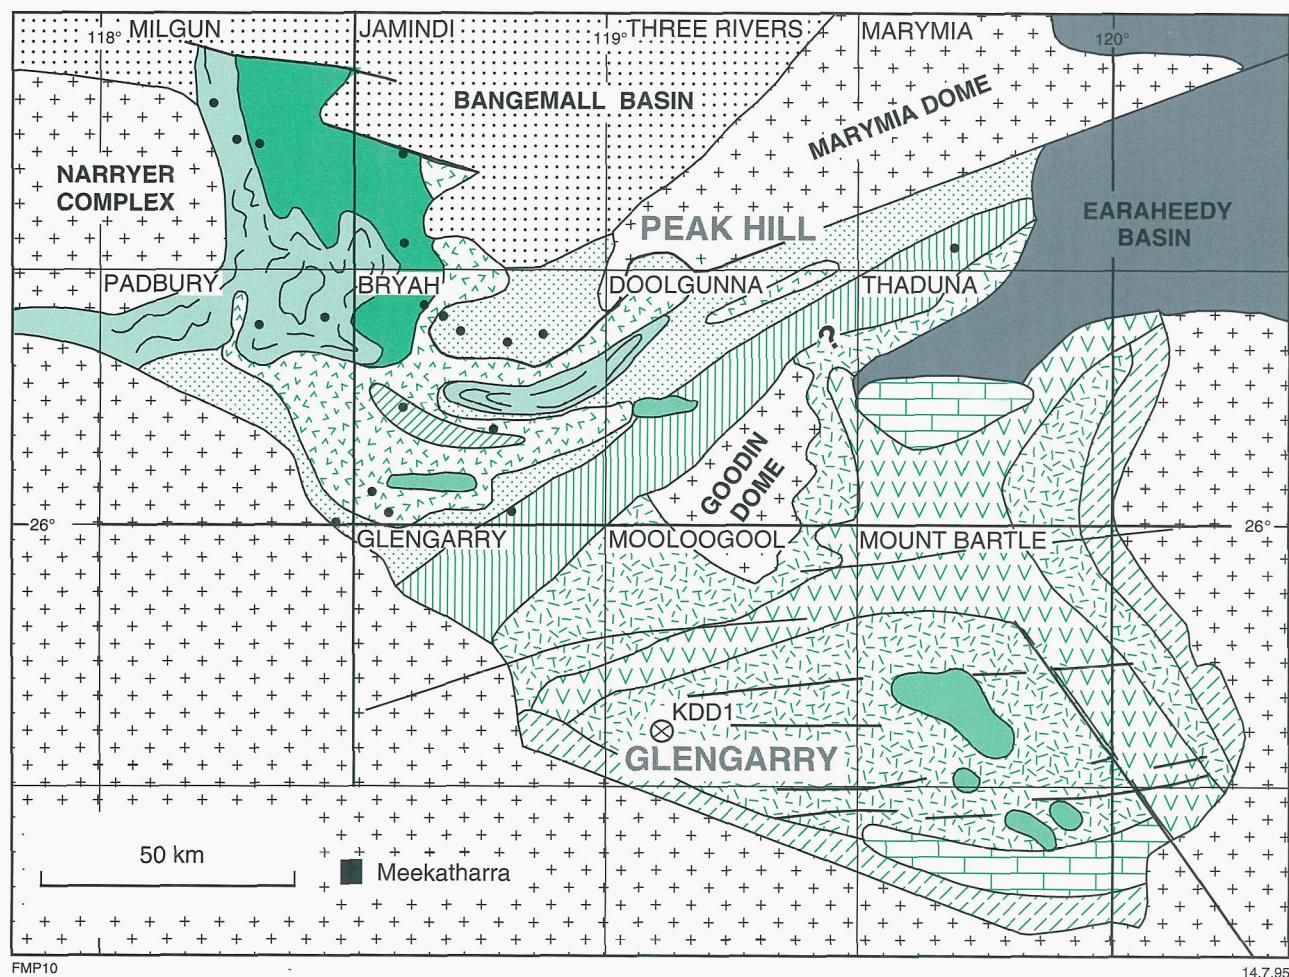 118°
MILGUN
JAMINDI
119°
THREE RIVERS
MARYMIA
120°
BANGEMALL BASIN
MARYMIA DOME
NARRYER
COMPLEX
PEAK HILL
EARAHEEDY
BASIN
PADBURY
BRYAH
DOOLGUNNA
THADUNA
?
GOODIN
DOME
26°
26°
GLENGARRY
MOOLOOGOOL
MOUNT BARTLE
KDD1
GLENGARRY
50 km
Meekatharra
FMP10
14.7.95